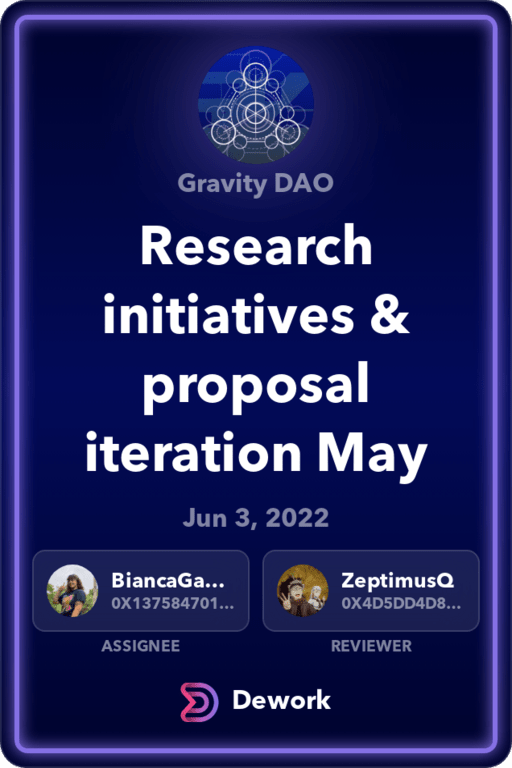 Gravity DAO
Research
initiatives &
proposal
iteration May
Jun 3, 2022
BiancaGa...
0X137584701...
ASSIGNEE
ZeptimusQ
0X4D5DD4D8...
REVIEWER
Dework